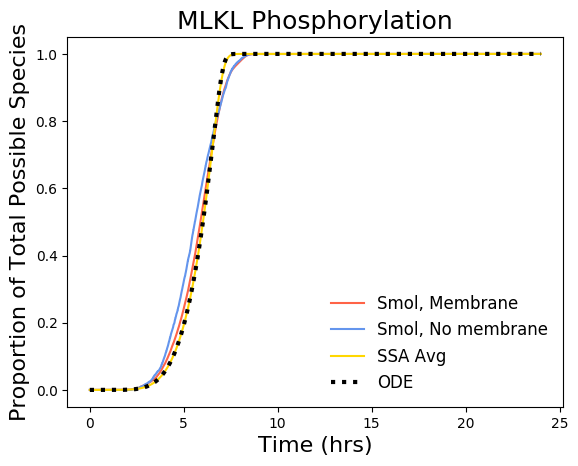 MLKL Phosphorylation
Proportion of Total Possible Species
1.0
0.8
0.6
0.4
0.2
0.0
Smol, Membrane
Smol, No membrane
SSA Avg
ODE
0 5 10 15 20 25
Time (hrs)